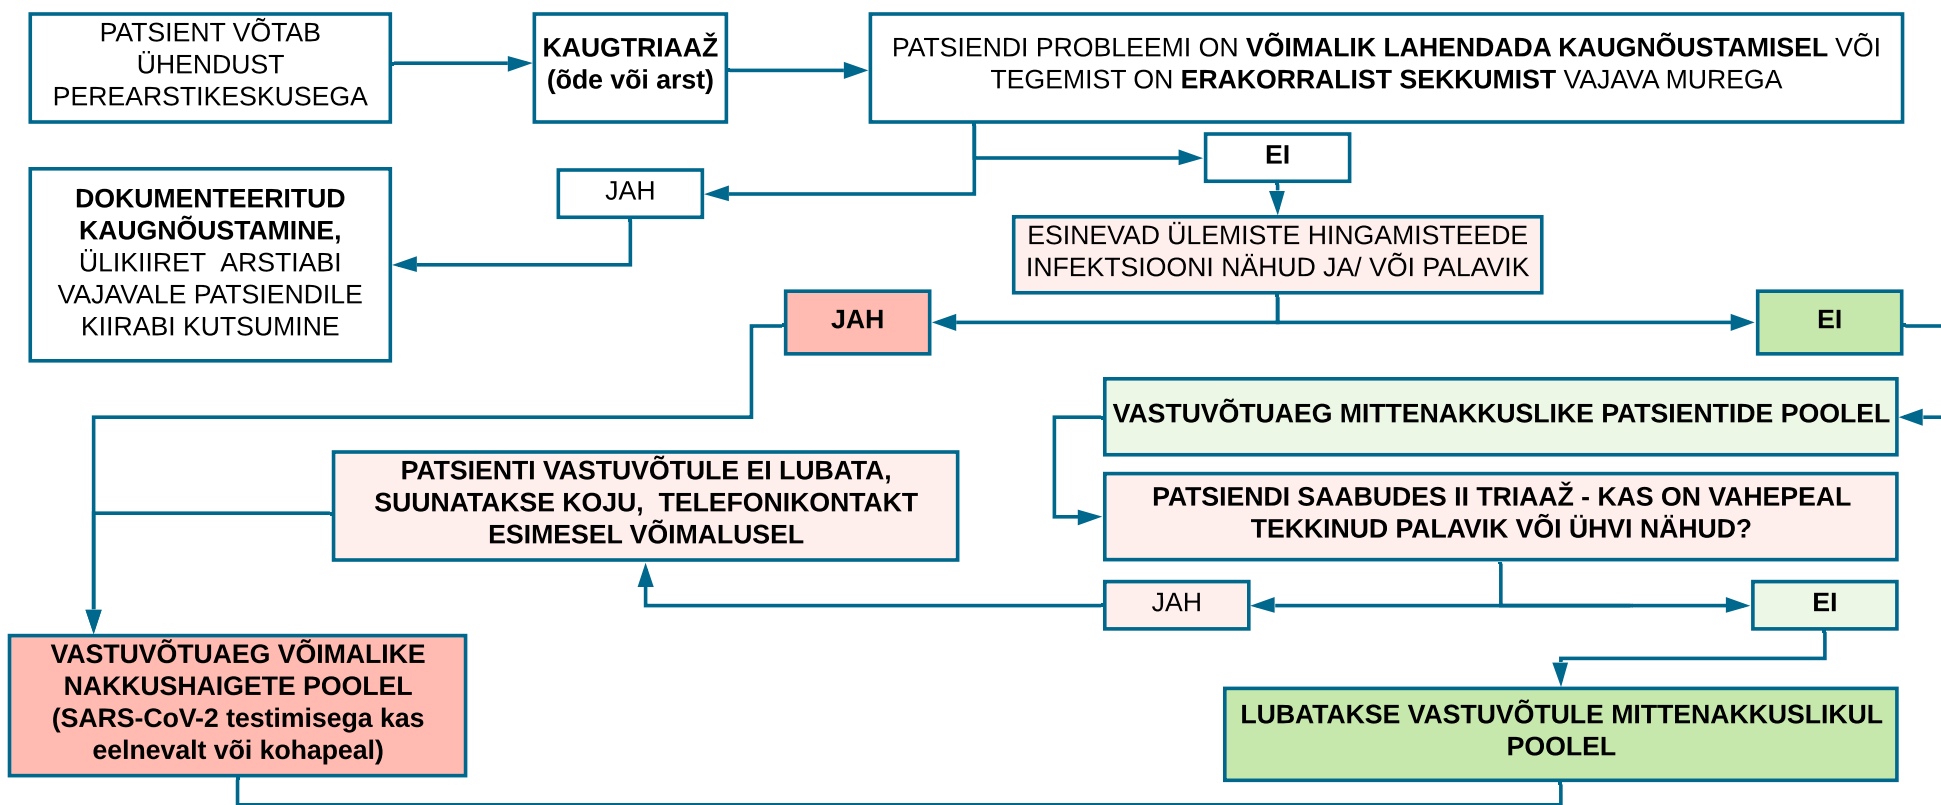 PATSIENT VÕTAB
ÜHENDUST
PEREARSTIKESKUSEGA
KAUGTRIAAŽ
(õde või arst)
PATSIENDI PROBLEEMI ON VÕIMALIK LAHENDADA KAUGNÕUSTAMISEL VÕI
TEGEMIST ON ERAKORRALIST SEKKUMIST VAJAVA MUREGA
EI
JAH
DOKUMENTEERITUD
KAUGNÕUSTAMINE,
ÜLIKIIRET ARSTIABI
VAJAVALE PATSIENDILE
KIIRABI KUTSUMINE
ESINEVAD ÜLEMISTE HINGAMISTEEDE
INFEKTSIOONI NÄHUD JA/ VÕI PALAVIK
JAH
EI
VASTUVÕTUAEG MITTENAKKUSLIKE PATSIENTIDE POOLEL
PATSIENTI VASTUVÕTULE EI LUBATA,
SUUNATAKSE KOJU, TELEFONIKONTAKT
ESIMESEL VÕIMALUSEL
PATSIENDI SAABUDES II TRIAAŽ - KAS ON VAHEPEAL
TEKKINUD PALAVIK VÕI ÜHVI NÄHUD?
JAH
EI
VASTUVÕTUAEG VÕIMALIKE
NAKKUSHAIGETE POOLEL
(SARS-CoV-2 testimisega kas
eelnevalt või kohapeal)
LUBATAKSE VASTUVÕTULE MITTENAKKUSLIKUL
POOLEL